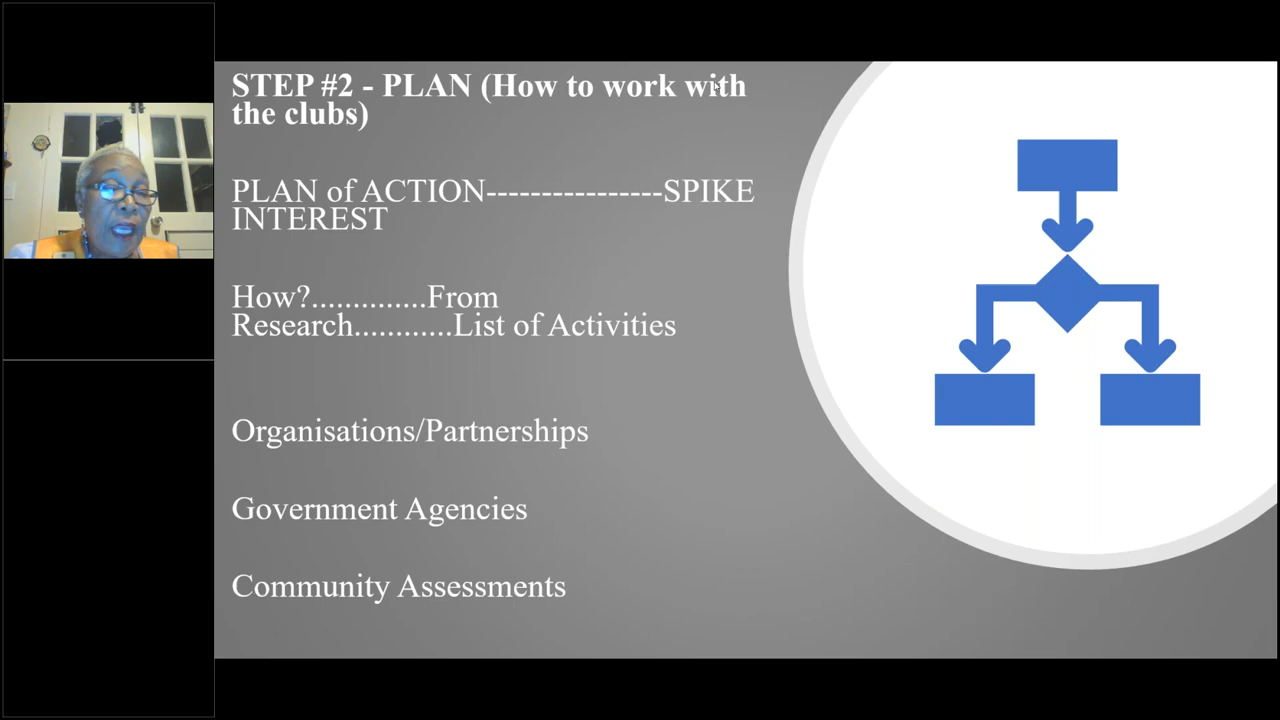 STEP #2 - PLAN (How to work with
the clubs)
PLAN of ACTION----------------SPIKE
INTEREST
How?..............From
Research............List of Activities
Organisations/Partnerships
Government Agencies
Community Assessments